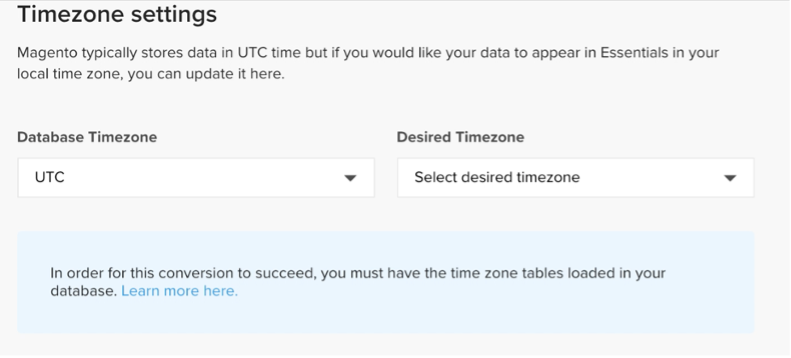 Timezone settings
Magento typically stores data in UTC time but if you would like your data to appear in Essentials in your
local time zone, you can update it here.
Database Timezone
Desired Timezone
UTC
Select desired timezone
In order for this conversion to succeed, you must have the time zone tables loaded in your
database. Learn more here.